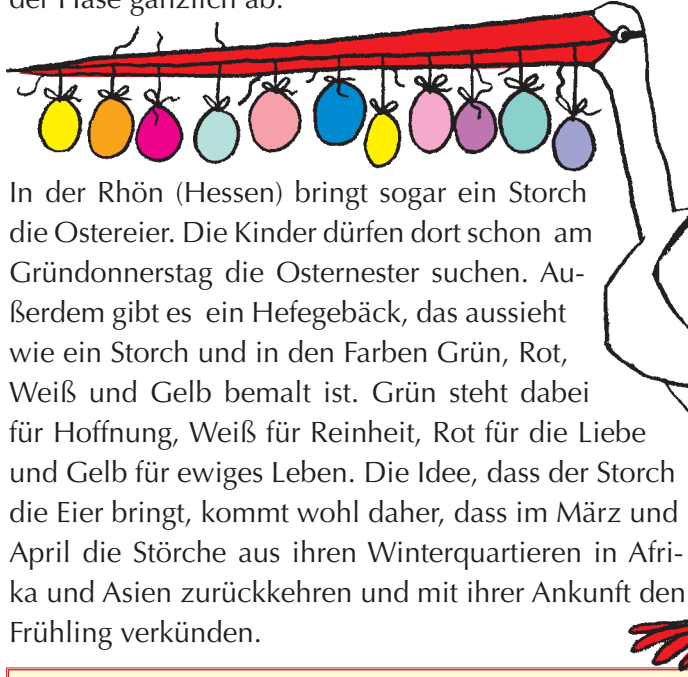 der Hase gänzlich ab.
In der Rhön (Hessen) bringt sogar ein Storch
die Ostereier. Die Kinder dürfen dort schon am
Gründonnerstag die Osternester suchen. Au-
ßerdem gibt es ein Hefegebäck, das aussieht
wie ein Storch und in den Farben Grün, Rot,
Weiß und Gelb bemalt ist. Grün steht dabei
für Hoffnung, Weiß für Reinheit, Rot für die Liebe
und Gelb für ewiges Leben. Die Idee, dass der Storch
die Eier bringt, kommt wohl daher, dass im März und
April die Störche aus ihren Winterquartieren in Afri-
ka und Asien zurückkehren und mit ihrer Ankunft den
Frühling verkünden.